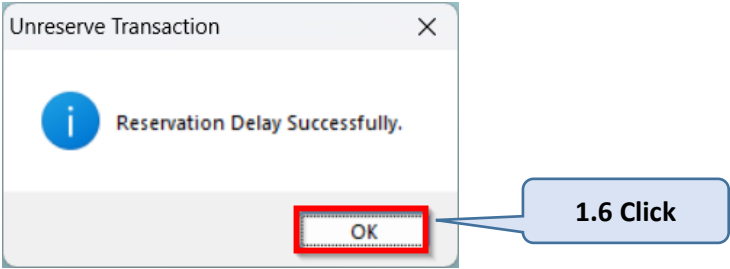 Unreserve Transaction
Reservation Delay Successfully.
OK
1.6 Click